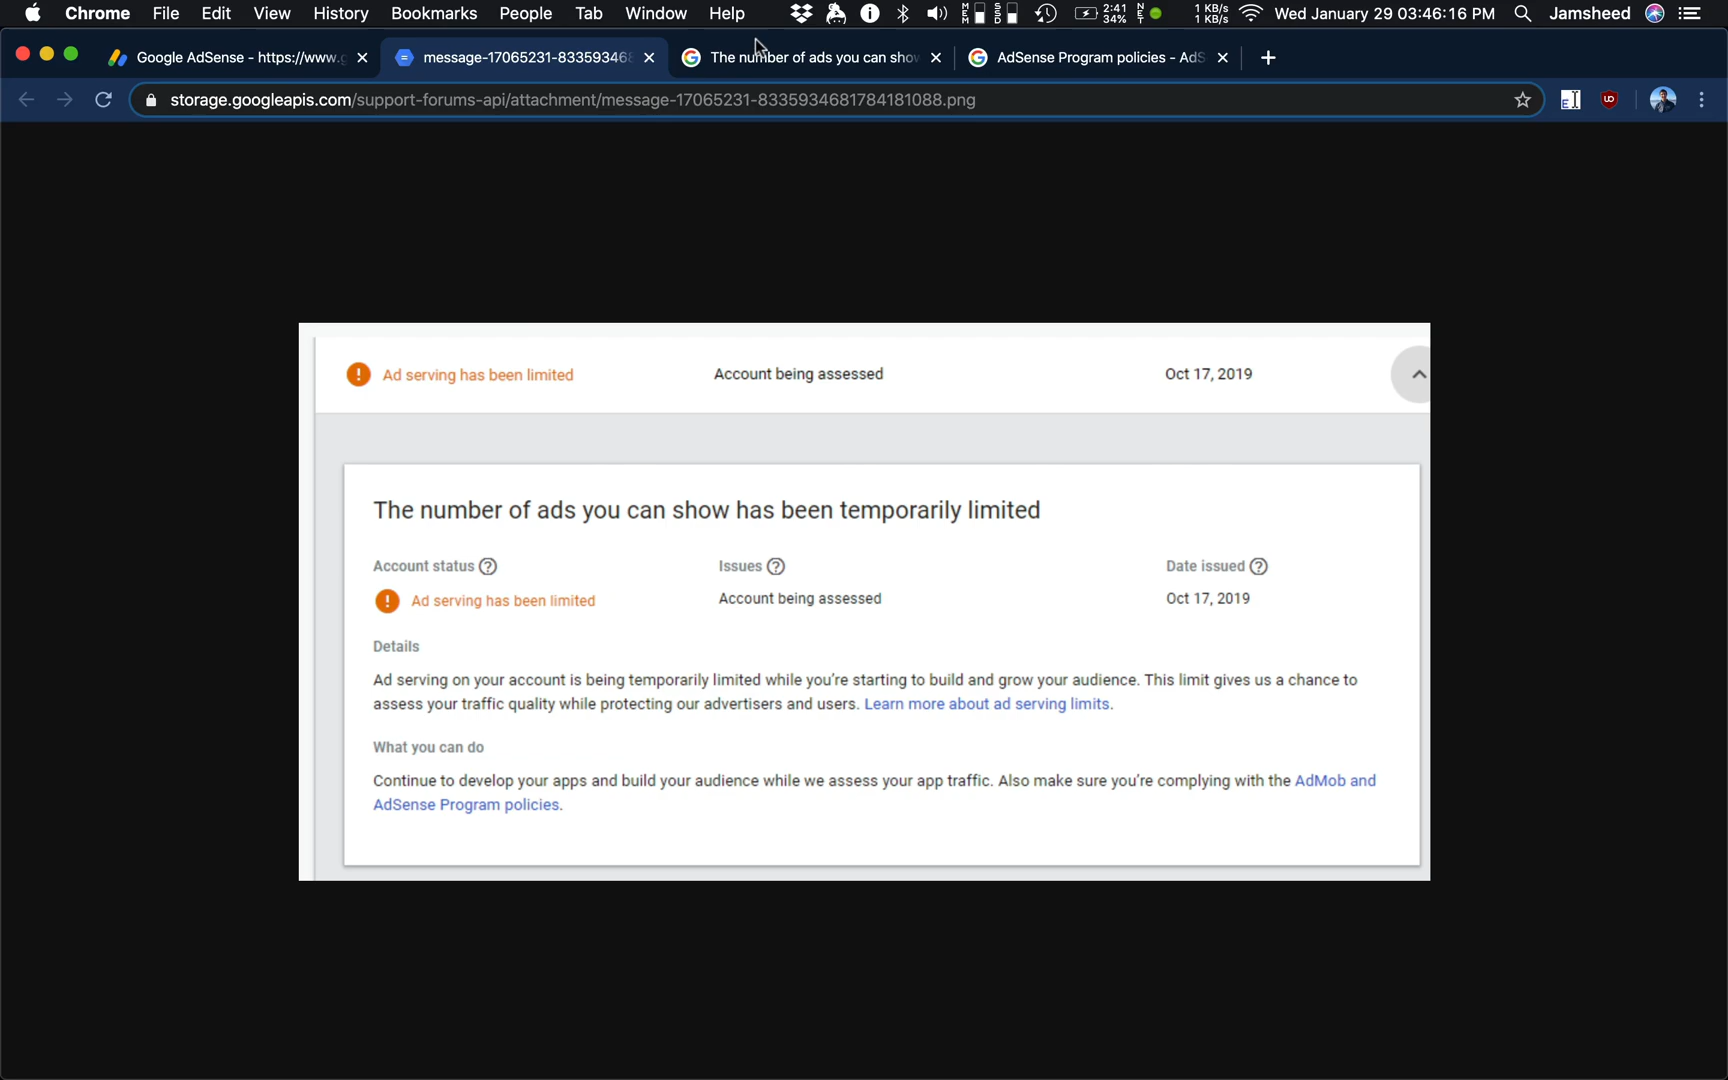 Chrome File Edit View History Bookmarks People Tab Window Help 2:41 34% 1 KB/s 1 KB/s Wed January 29 03:46:16 PM Jamsheed
Google AdSense - https://www.g message-17065231-83359346 The number of ads you can show AdSense Program policies - AdS
storage.googleapis.com/support-forums-api/attachment/message-17065231-8335934681784181088.png
Ad serving has been limited Account being assessed Oct 17, 2019
The number of ads you can show has been temporarily limited
Account status Issues Date issued
Ad serving has been limited Account being assessed Oct 17, 2019
Details
Ad serving on your account is being temporarily limited while you're starting to build and grow your audience. This limit gives us a chance to
assess your traffic quality while protecting our advertisers and users. Learn more about ad serving limits.
What you can do
Continue to develop your apps and build your audience while we assess your app traffic. Also make sure you're complying with the AdMob and
AdSense Program policies.